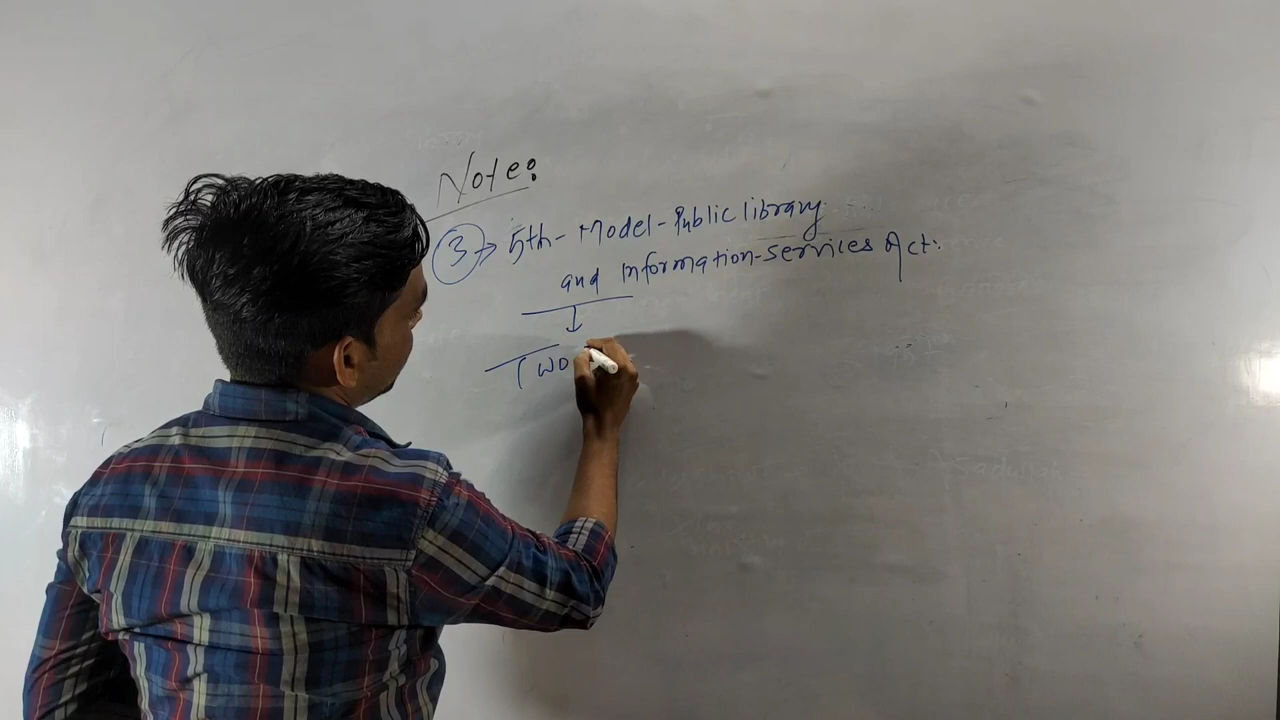 Note:
3 → 5th - Model - Public library
and Information - services Act.
↓
Two